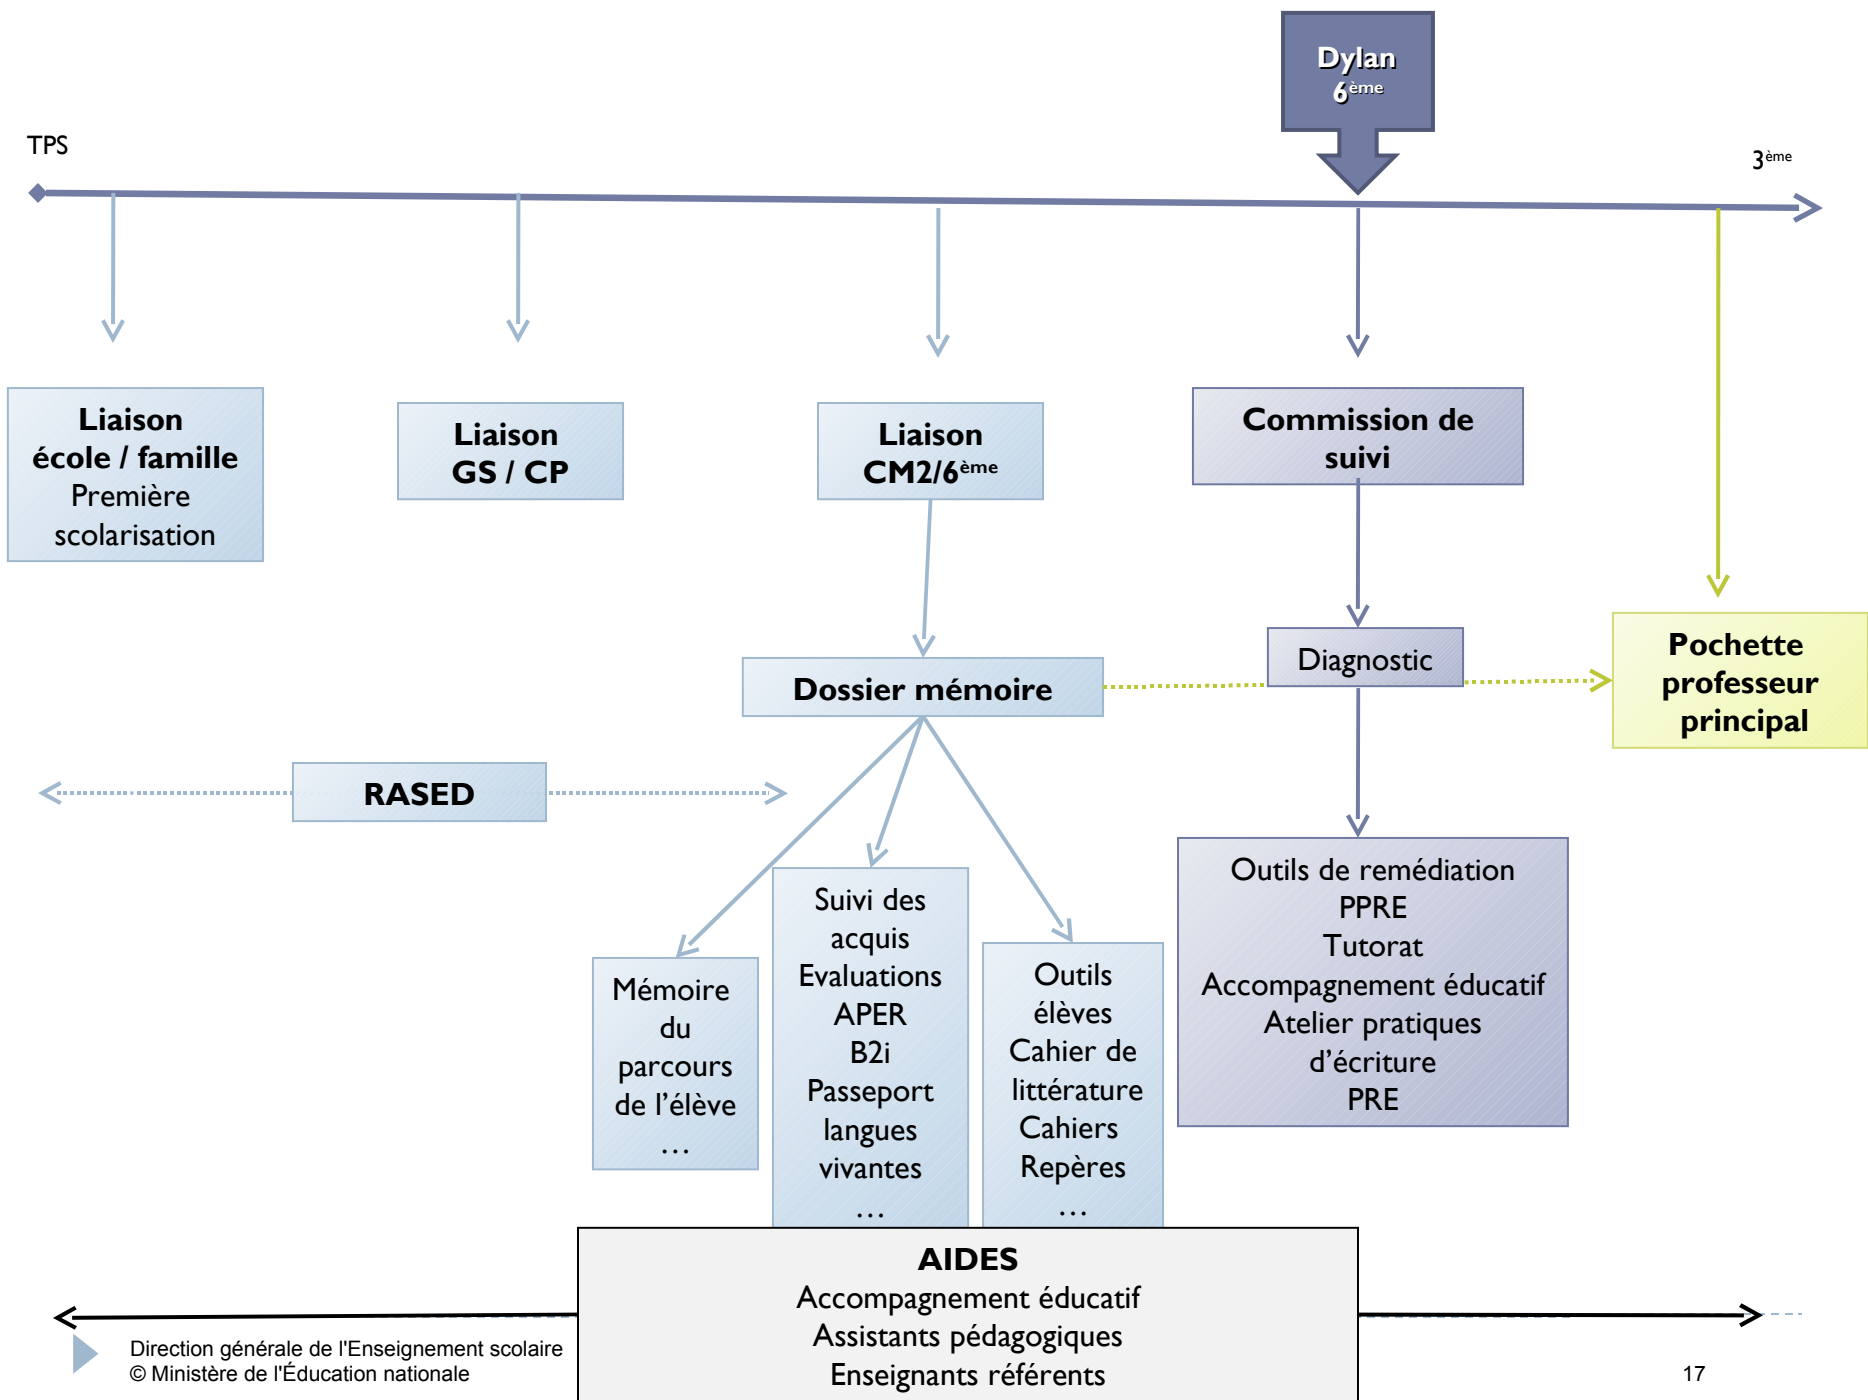 Dylan
6ème
TPS
3ème
Liaison
école / famille
Première
scolarisation
Liaison
GS / CP
Liaison
CM2/6ème
Commission de
suivi
Dossier mémoire
Diagnostic
Pochette
professeur
principal
RASED
Mémoire
du
parcours
de l’élève
…
Suivi des
acquis
Evaluations
APER
B2i
Passeport
langues
vivantes
…
Outils
élèves
Cahier de
littérature
Cahiers
Repères
…
Outils de remédiation
PPRE
Tutorat
Accompagnement éducatif
Atelier pratiques
d’écriture
PRE
AIDES
Accompagnement éducatif
Assistants pédagogiques
Enseignants référents
Direction générale de l'Enseignement scolaire
© Ministère de l'Éducation nationale
17